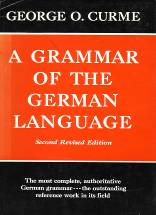 GEORGE O. CURME
A GRAMMAR
OF THE
GERMAN
LANGUAGE
Second Revised Edition
The most complete, authoritative
German grammar---the outstanding
reference work in its field